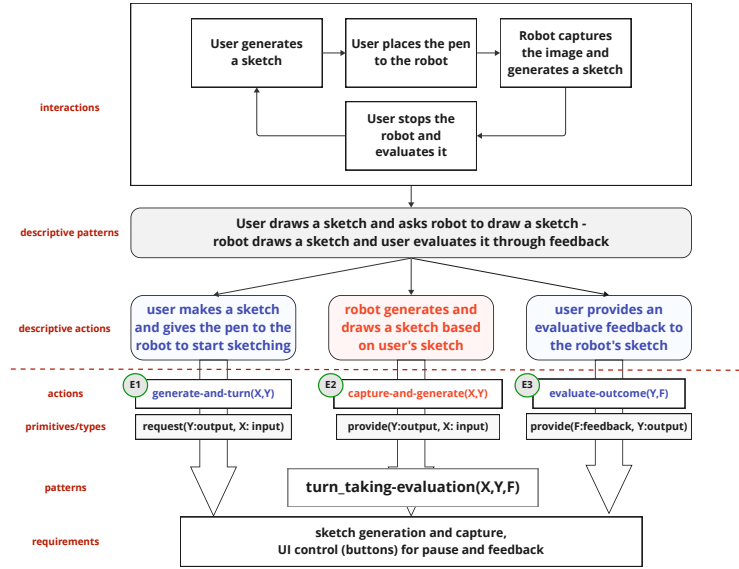 User generates
a sketch
User places the pen
to the robot
Robot captures
the image and
generates a sketch
interactions
User stops the
robot and
evaluates it
descriptive patterns
User draws a sketch and asks robot to draw a sketch -
robot draws a sketch and user evaluates it through feedback
descriptive actions
user makes a sketch
and gives the pen to the
robot to start sketching
robot generates and
draws a sketch based
on user's sketch
user provides an
evaluative feedback to
the robot's sketch
actions
E1
generate-and-turn(X,Y)
E2
capture-and-generate(X,Y)
E3
evaluate-outcome(Y,F)
primitives/types
request(Y:output, X: input)
provide(Y:output, X: input)
provide(F:feedback, Y:output)
patterns
turn_taking-evaluation(X,Y,F)
requirements
sketch generation and capture,
UI control (buttons) for pause and feedback